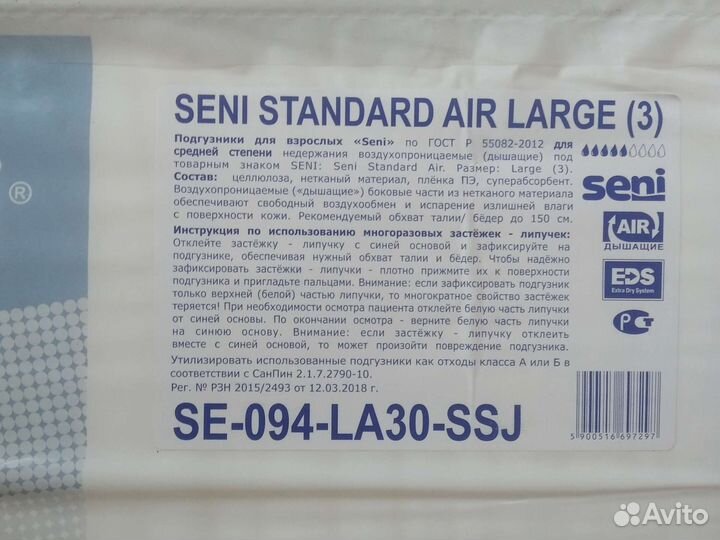 ®
SENI STANDARD AIR LARGE (3)
Подгузники для взрослых «Seni» по ГОСТ Р 55082-2012 для
средней степени недержания воздухопроницаемые (дышащие) под
товарным знаком SENI: Seni Standard Air. Размер: Large (3).
Состав: целлюлоза, нетканый материал, плёнка ПЭ, суперабсорбент.
Воздухопроницаемые («дышащие») боковые части из нетканого материала
обеспечивают свободный воздухообмен и испарение излишней влаги
с поверхности кожи. Рекомендуемый обхват талии/ бёдер до 150 см.
Инструкция по использованию многоразовых застёжек - липучек:
Отклейте застёжку - липучку с синей основой и зафиксируйте на
подгузнике, обеспечивая нужный обхват талии и бёдер. Чтобы надёжно
зафиксировать застёжки - липучки - плотно прижмите их к поверхности
подгузника и пригладьте пальцами. Внимание: если зафиксировать подгузник
только верхней (белой) частью липучки, то многократное свойство застёжек
теряется! При необходимости осмотра пациента отклейте белую часть липучки
от синей основы. По окончании осмотра - верните белую часть липучки
на синюю основу. Внимание: если застёжку - липучку отклеить
вместе с синей основой, то может произойти повреждение подгузника.
Утилизировать использованные подгузники как отходы класса А или Б в
соответствии с СанПин 2.1.7.2790-10.
Рег. № РЗН 2015/2493 от 12.03.2018 г.
SE-094-LA30-SSJ
seni
AIR
ДЫШАЩИЕ
EDS
Extra Dry System
РСТ
5 900516 697297
Avito